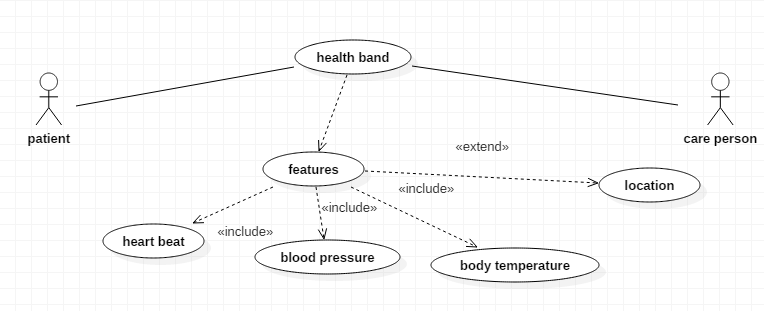 health band
patient
care person
«extend»
features
location
«include»
«include»
«include»
heart beat
blood pressure
body temperature